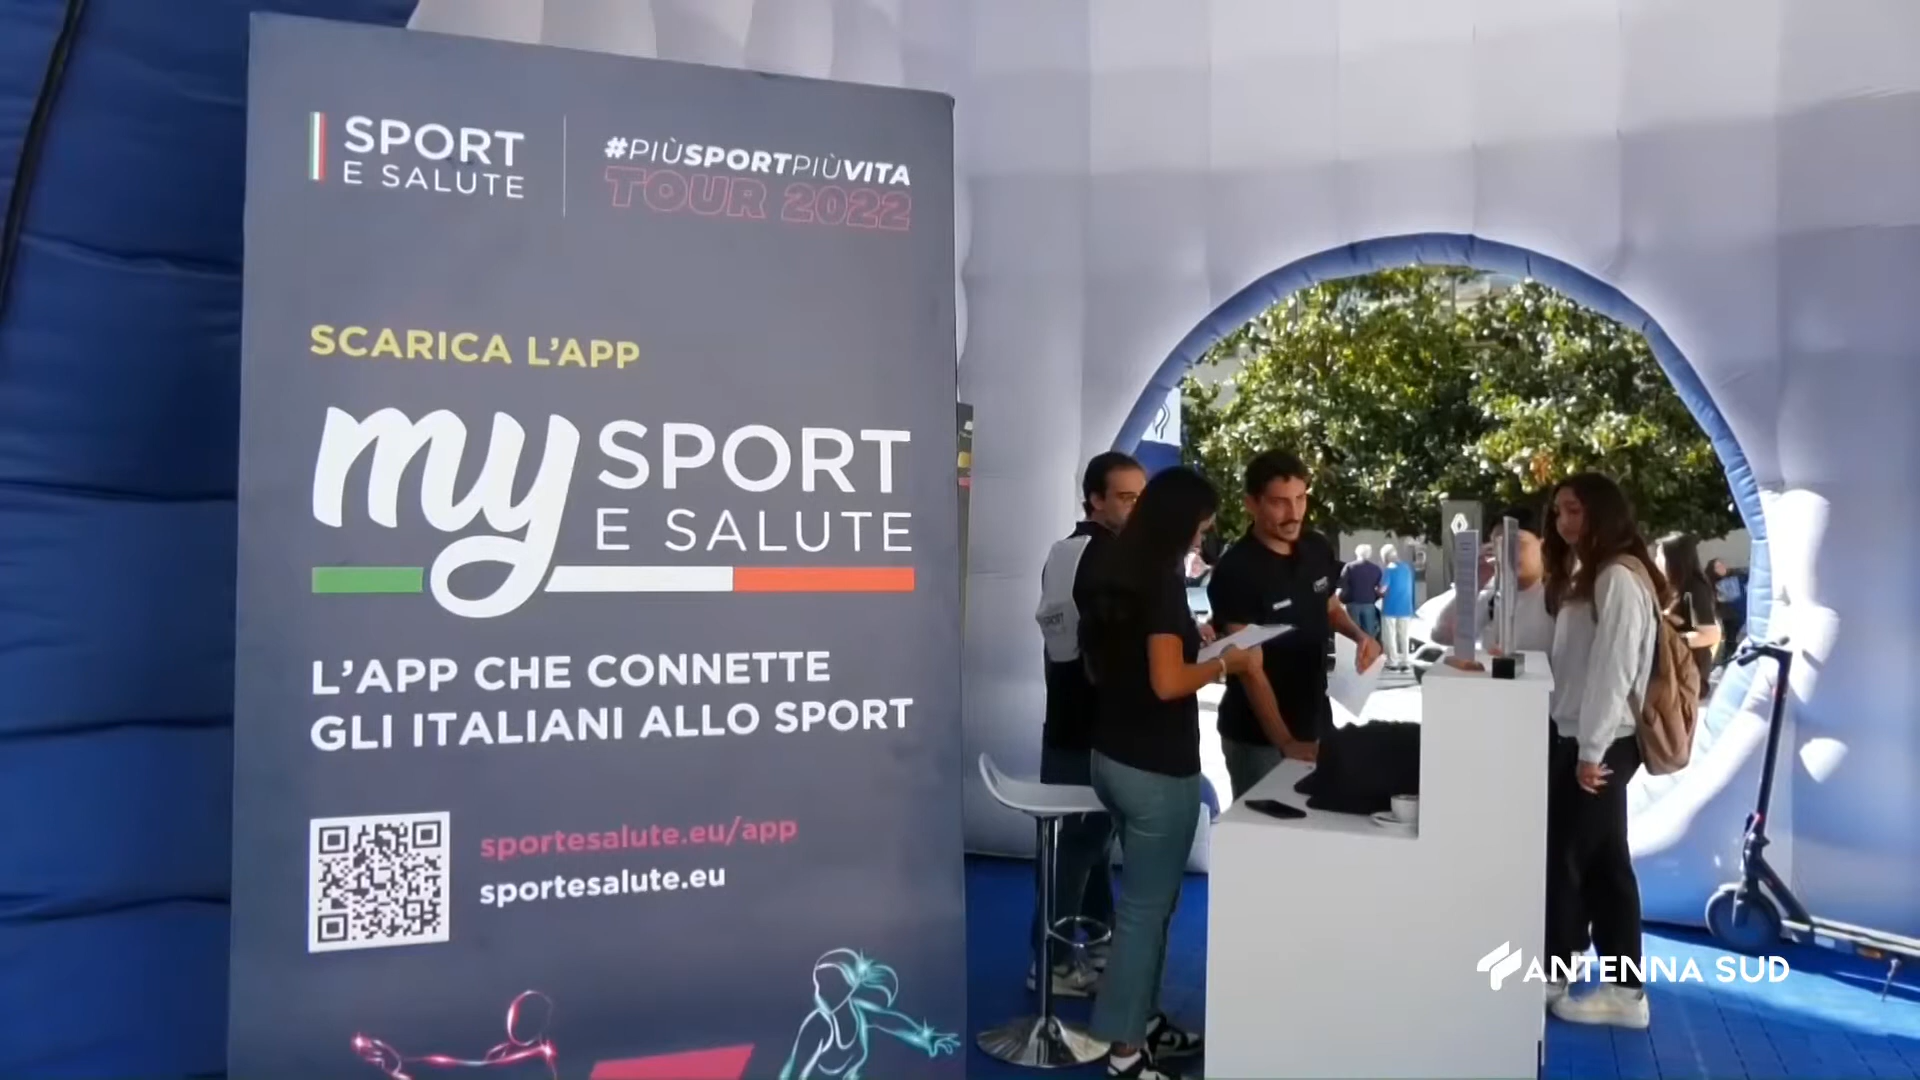 SPORT
E SALUTE
#PIÙSPORTPIÙVITA
TOUR 2022
SCARICA L'APP
my SPORT
E SALUTE
L'APP CHE CONNETTE
GLI ITALIANI ALLO SPORT
sportesalute.eu/app
sportesalute.eu
ANTENNA SUD